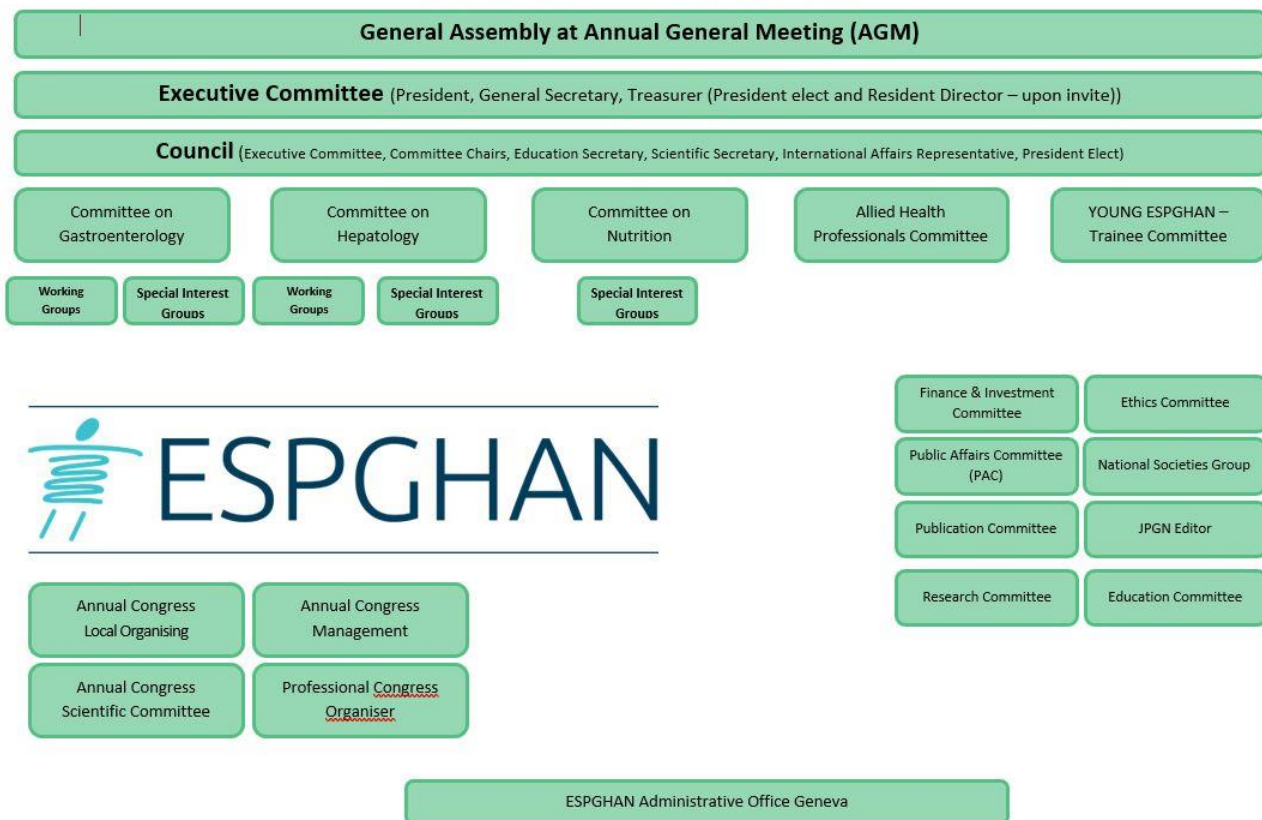 General Assembly at Annual General Meeting (AGM)
Executive Committee (President, General Secretary, Treasurer (President elect and Resident Director – upon invite))
Council (Executive Committee, Committee Chairs, Education Secretary, Scientific Secretary, International Affairs Representative, President Elect)
Committee on
Gastroenterology
Committee on
Hepatology
Committee on
Nutrition
Allied Health
Professionals Committee
YOUNG ESPGHAN –
Trainee Committee
Working
Groups
Special Interest
Groups
Working
Groups
Special Interest
Groups
Special Interest
Groups
Finance & Investment
Committee
Ethics Committee
Public Affairs Committee
(PAC)
National Societies Group
Publication Committee
JPGN Editor
Research Committee
Education Committee
ESPGHAN
Annual Congress
Local Organising
Annual Congress
Management
Annual Congress
Scientific Committee
Professional Congress
Organiser
ESPGHAN Administrative Office Geneva